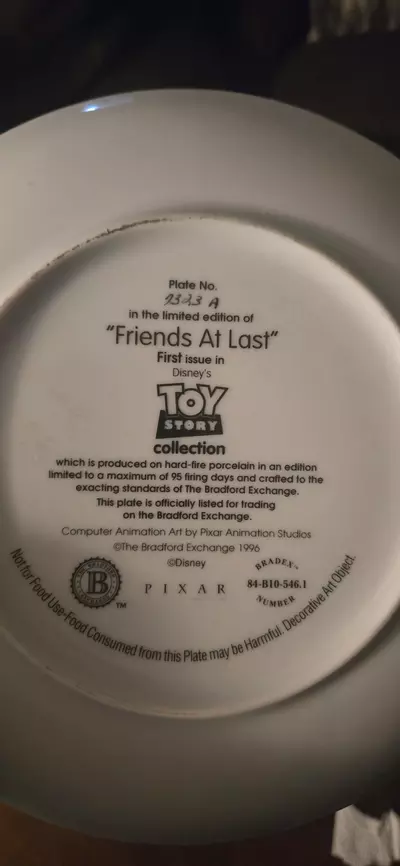 Plate No.
9323 A
in the limited edition of
"Friends At Last"
First issue in
Disney's
TOY
STORY
collection
which is produced on hard-fire porcelain in an edition
limited to a maximum of 95 firing days and crafted to the
exacting standards of The Bradford Exchange.
This plate is officially listed for trading
on the Bradford Exchange.
Computer Animation Art by Pixar Animation Studios
©The Bradford Exchange 1996
©Disney
B
TM
PIXAR
BRADEX™
84-B10-546.1
NUMBER
Not for Food Use-Food Consumed from this Plate may be Harmful. Decorative Art Object.